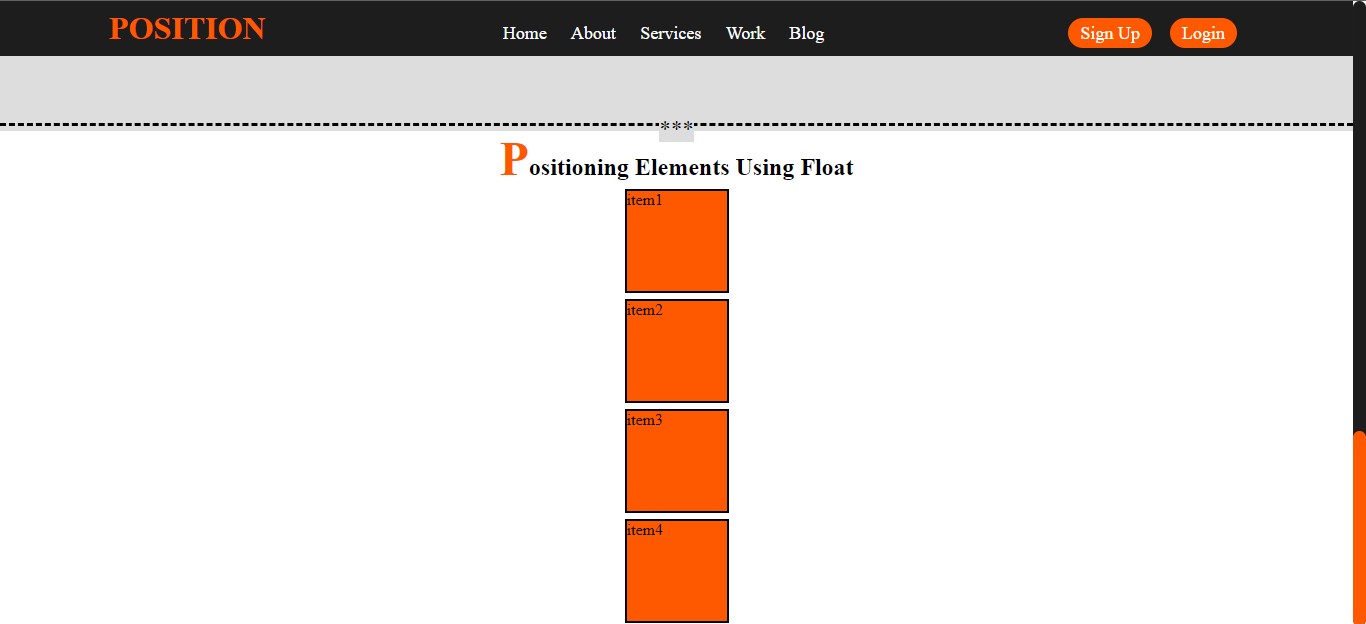 POSITION Home About Services Work Blog Sign Up Login
***
Positioning Elements Using Float
item1
item2
item3
item4